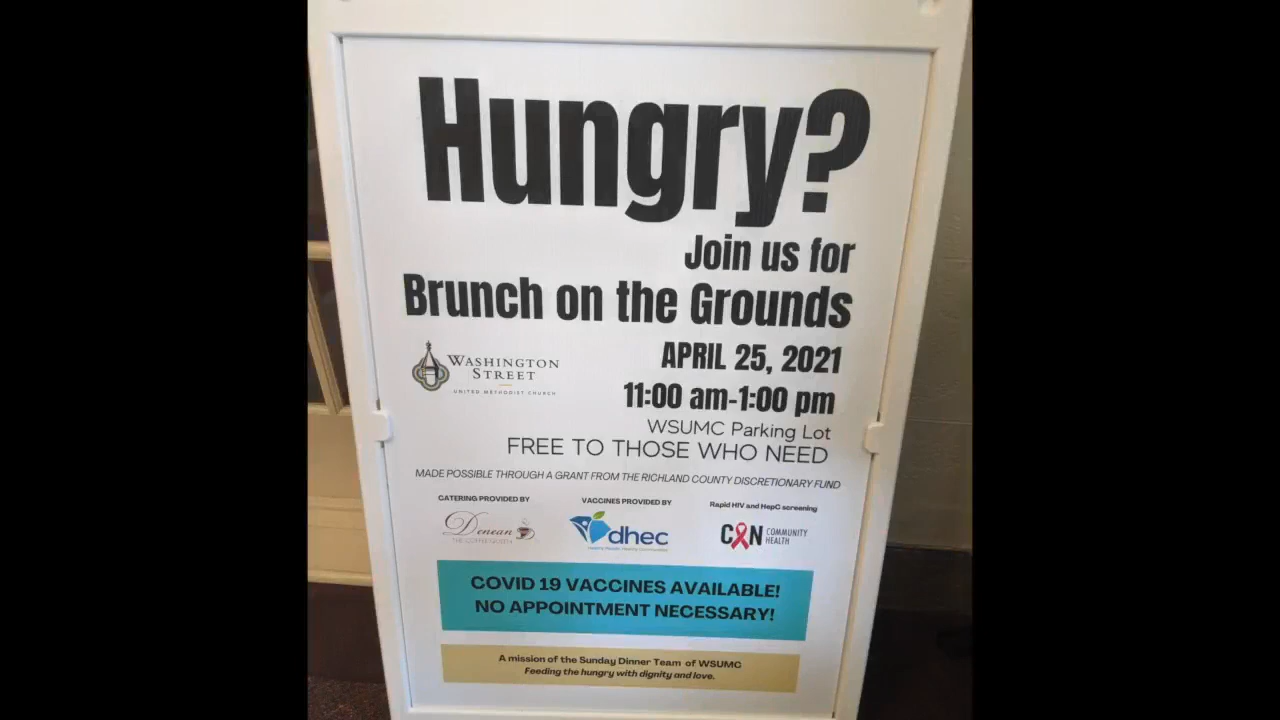 Hungry?
Join us for
Brunch on the Grounds
APRIL 25, 2021
WASHINGTON
STREET
UNITED METHODIST CHURCH
11:00 am-1:00 pm
WSUMC Parking Lot
FREE TO THOSE WHO NEED
MADE POSSIBLE THROUGH A GRANT FROM THE RICHLAND COUNTY DISCRETIONARY FUND
CATERING PROVIDED BY
Denean
THE COFFEE QUEEN
VACCINES PROVIDED BY
dhec
Rapid HIV and HepC screening
CAN COMMUNITY
HEALTH
COVID 19 VACCINES AVAILABLE!
NO APPOINTMENT NECESSARY!
A mission of the Sunday Dinner Team of WSUMC
Feeding the hungry with dignity and love.